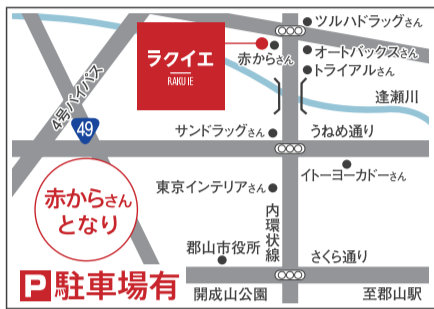 ツルハドラッグさん
ラクイエ
RAKUIE
赤からさん
オートバックスさん
トライアルさん
4号バイパス
逢瀬川
49
サンドラッグさん
うねめ通り
赤からさん
となり
東京インテリアさん
イトーヨーカドーさん
内環状線
郡山市役所
さくら通り
P駐車場有
開成山公園
至郡山駅